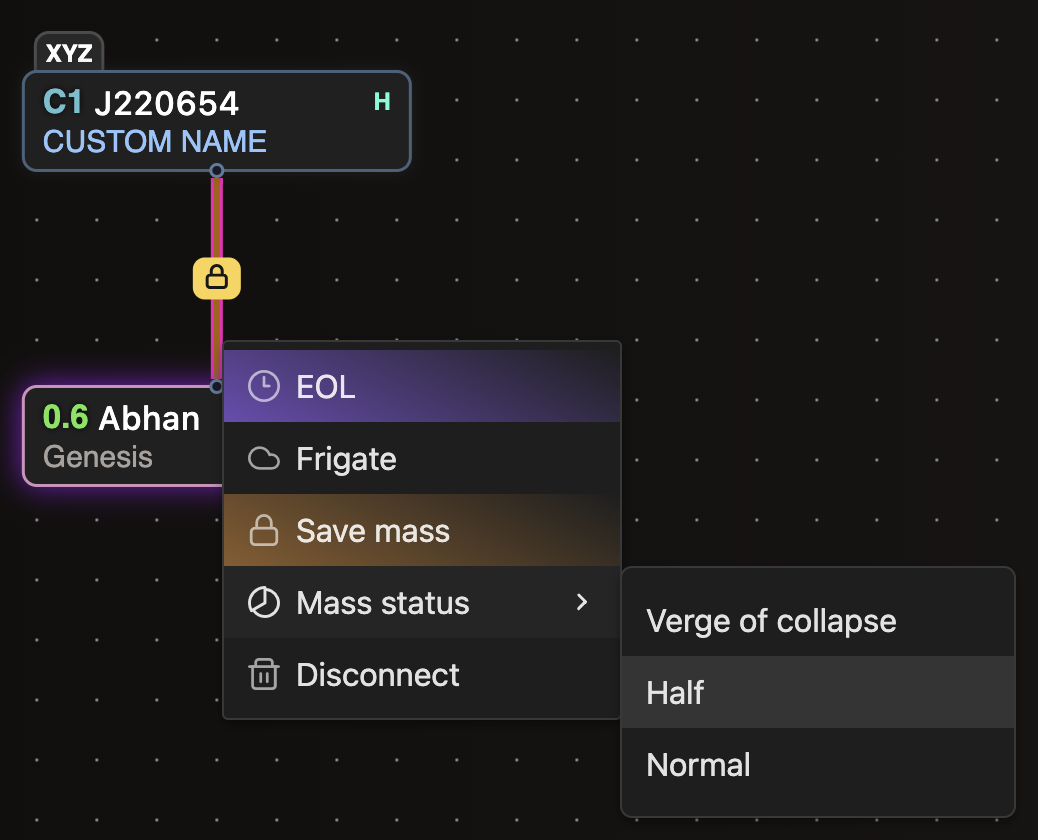 XYZ
C1 J220654 H
CUSTOM NAME
0.6 Abhan
Genesis
EOL
Frigate
Save mass
Mass status
Disconnect
Verge of collapse
Half
Normal